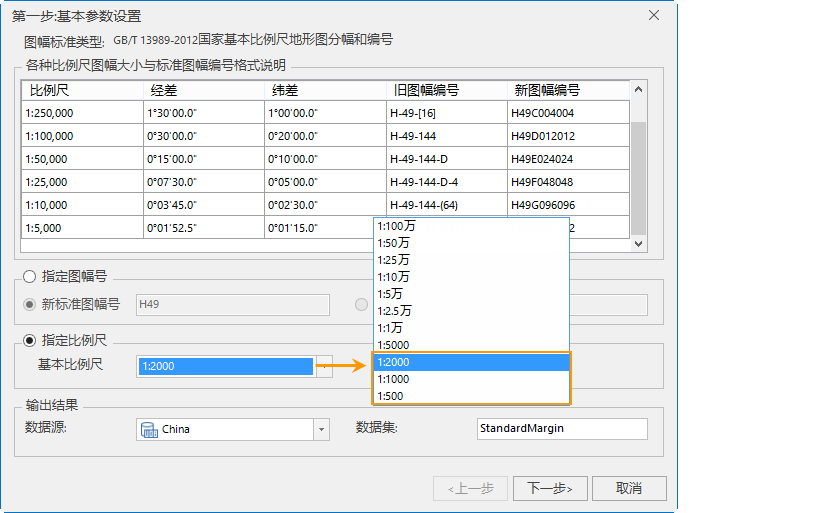 第一步:基本参数设置
图幅标准类型: GB/T 13989-2012国家基本比例尺地形图分幅和编号
各种比例尺图幅大小与标准图幅编号格式说明
比例尺 经差 纬差 旧图幅编号 新图幅编号
1:250,000 1°30'00.0" 1°00'00.0" H-49-[16] H49C004004
1:100,000 0°30'00.0" 0°20'00.0" H-49-144 H49D012012
1:50,000 0°15'00.0" 0°10'00.0" H-49-144-D H49E024024
1:25,000 0°07'30.0" 0°05'00.0" H-49-144-D-4 H49F048048
1:10,000 0°03'45.0" 0°02'30.0" H-49-144-(64) H49G096096
1:5,000 0°01'52.5" 0°01'15.0" 2
1:100万
1:50万
1:25万
1:10万
1:5万
1:2.5万
1:1万
1:5000
1:2000
1:1000
1:500
指定图幅号
新标准图幅号 H49
指定比例尺
基本比例尺 1:2000
输出结果
数据源: China 数据集: StandardMargin
<上一步 下一步> 取消